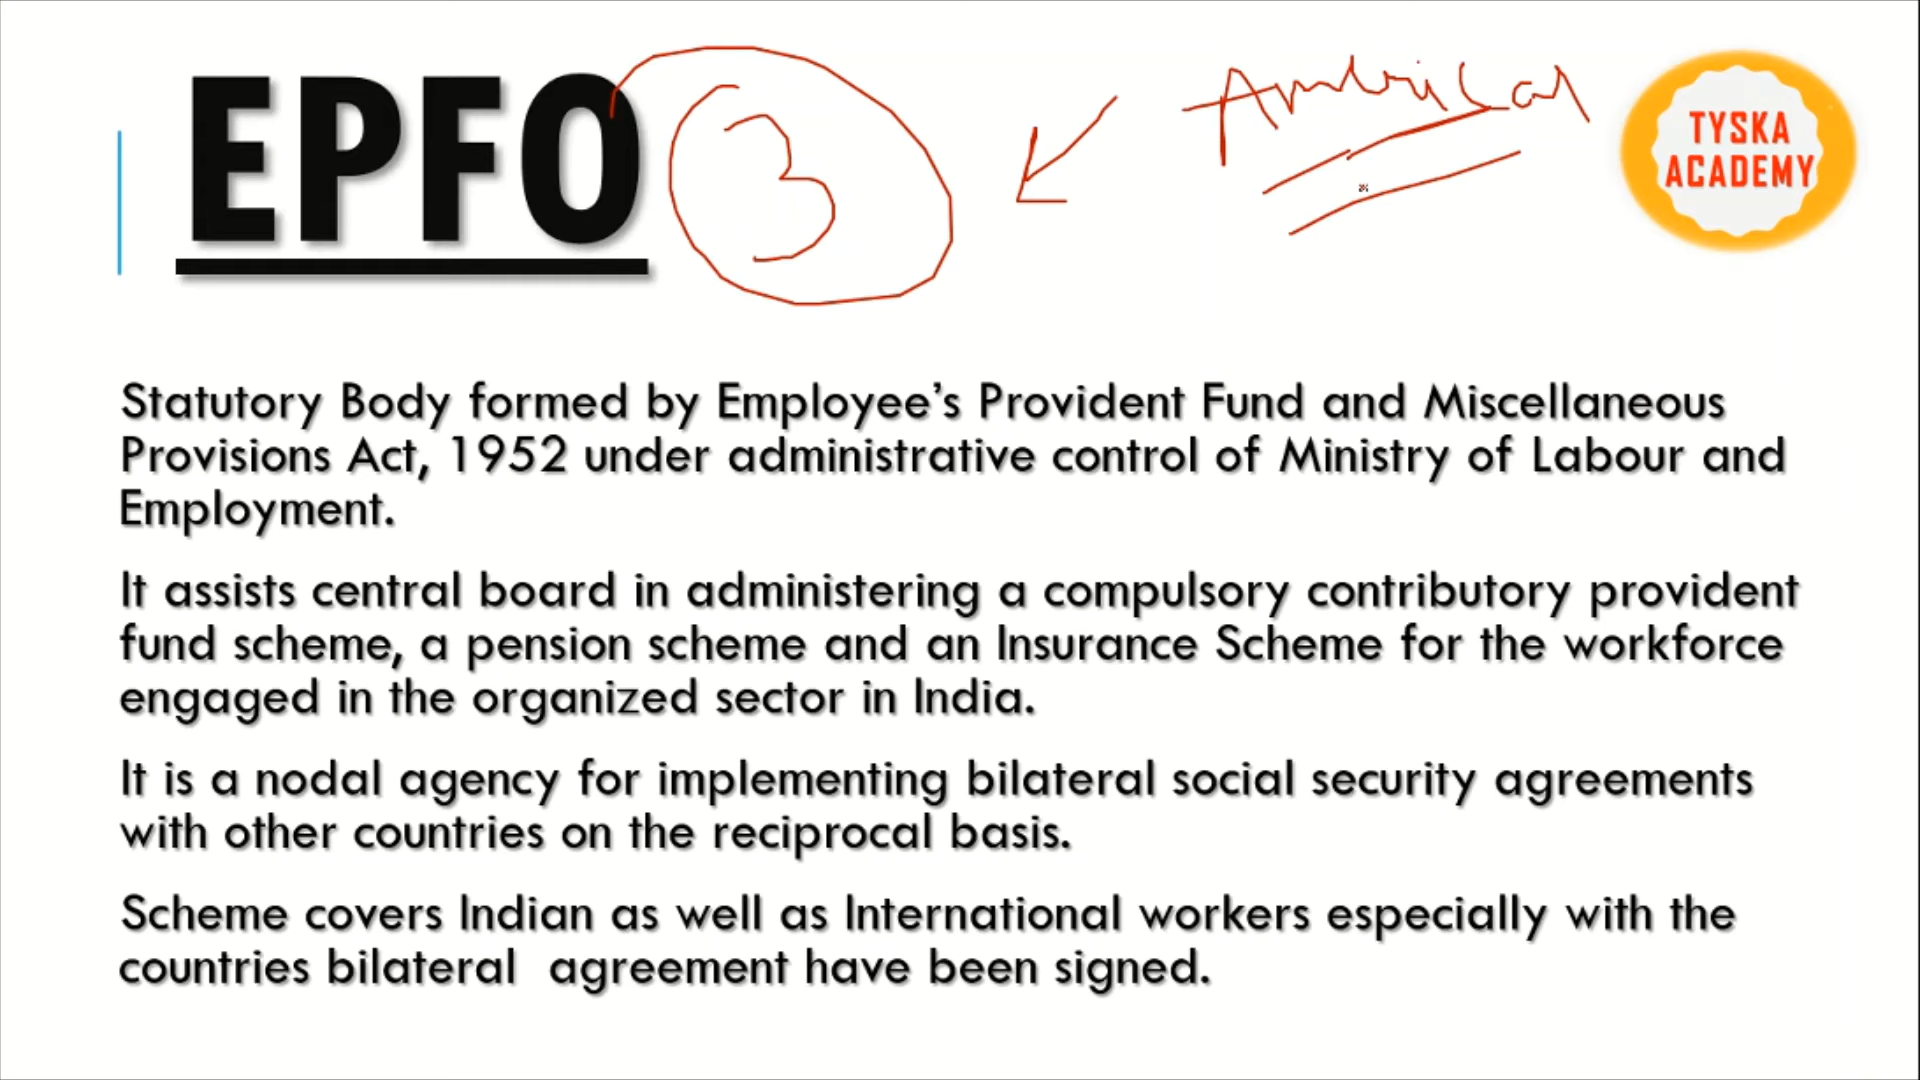 EPFO
3
American
TYSKA
ACADEMY
Statutory Body formed by Employee’s Provident Fund and Miscellaneous
Provisions Act, 1952 under administrative control of Ministry of Labour and
Employment.
It assists central board in administering a compulsory contributory provident
fund scheme, a pension scheme and an Insurance Scheme for the workforce
engaged in the organized sector in India.
It is a nodal agency for implementing bilateral social security agreements
with other countries on the reciprocal basis.
Scheme covers Indian as well as International workers especially with the
countries bilateral  agreement have been signed.